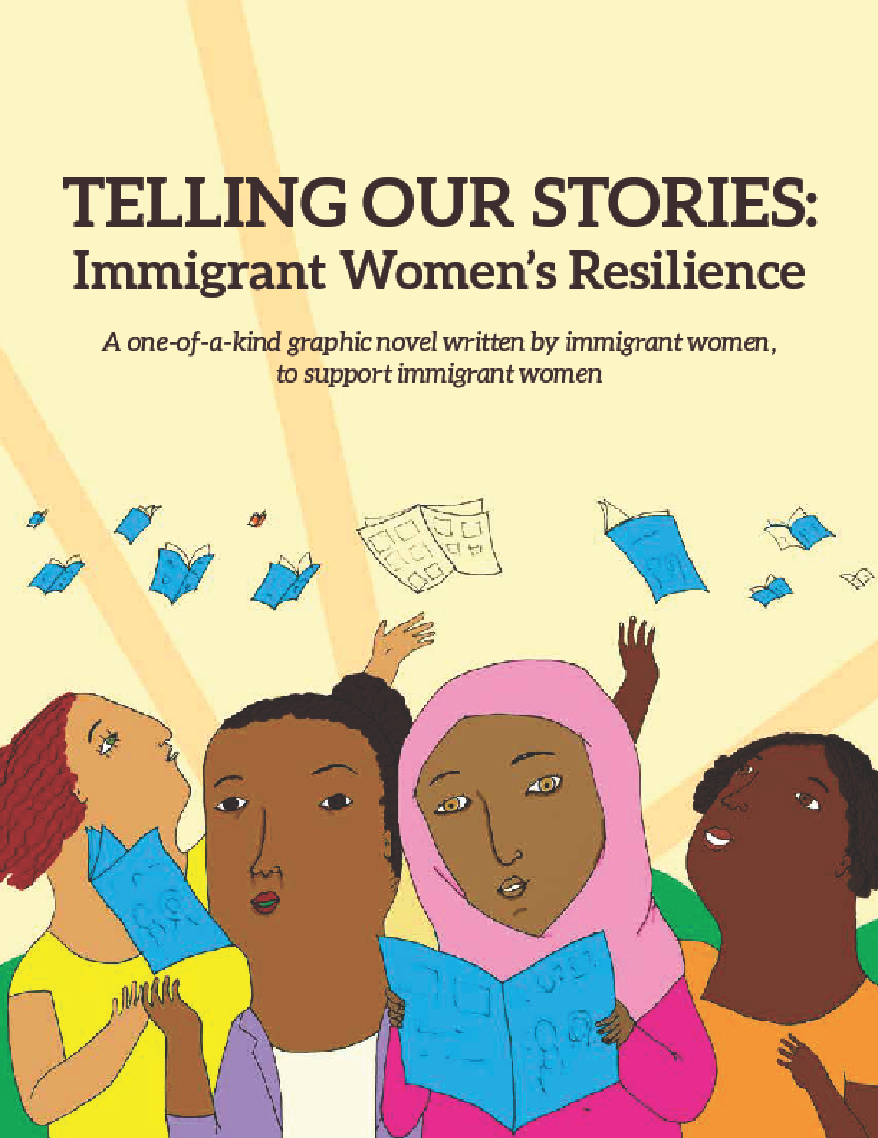 TELLING OUR STORIES:
Immigrant Women’s Resilience
A one-of-a-kind graphic novel written by immigrant women,
to support immigrant women